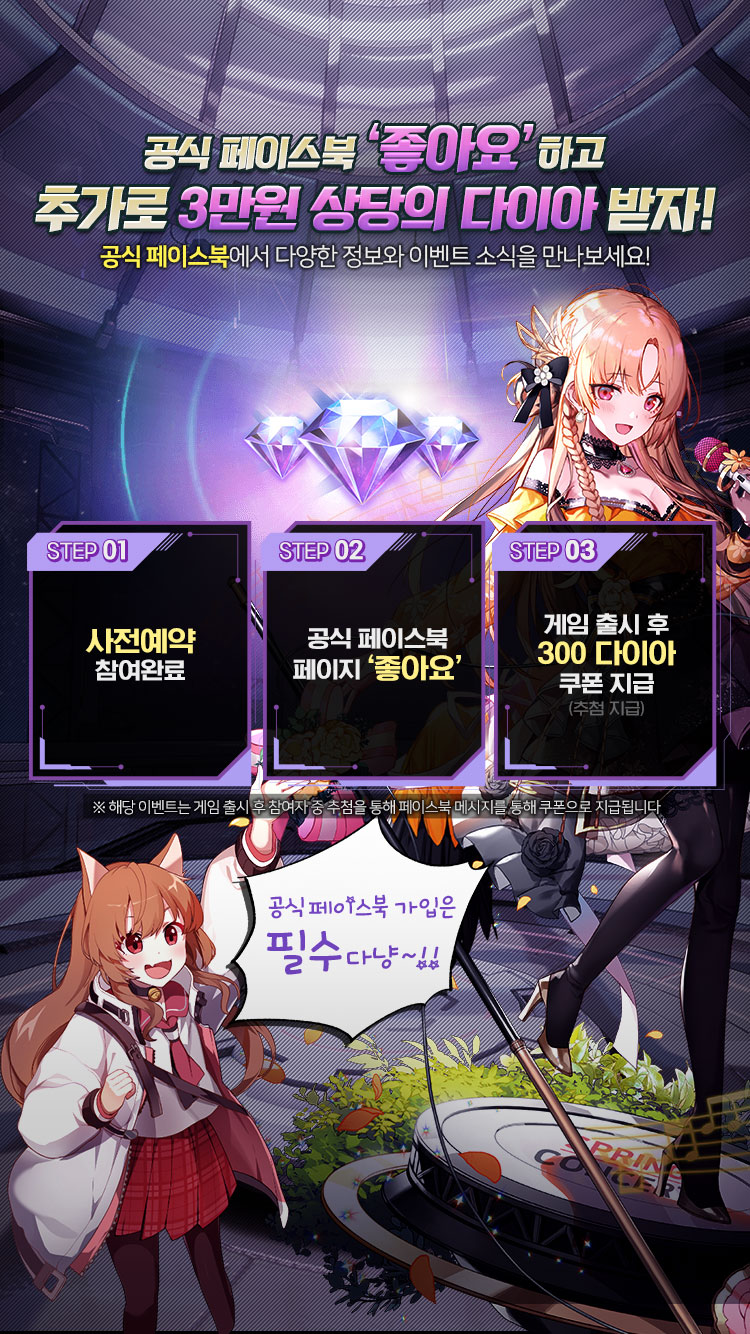 공식 페이스북 '좋아요' 하고
추가로 3만원 상당의 다이아 받자!
공식 페이스북에서 다양한 정보와 이벤트 소식을 만나보세요!
STEP 01
사전예약
참여완료
STEP 02
공식 페이스북
페이지 '좋아요'
STEP 03
게임 출시 후
300 다이아
쿠폰 지급
(추첨 지급)
※ 해당 이벤트는 게임 출시 후 참여자 중 추첨을 통해 페이스북 메시지를 통해 쿠폰으로 지급됩니다
공식 페이스북 가입은
필수다냥~!!
SPRING
CONCERT